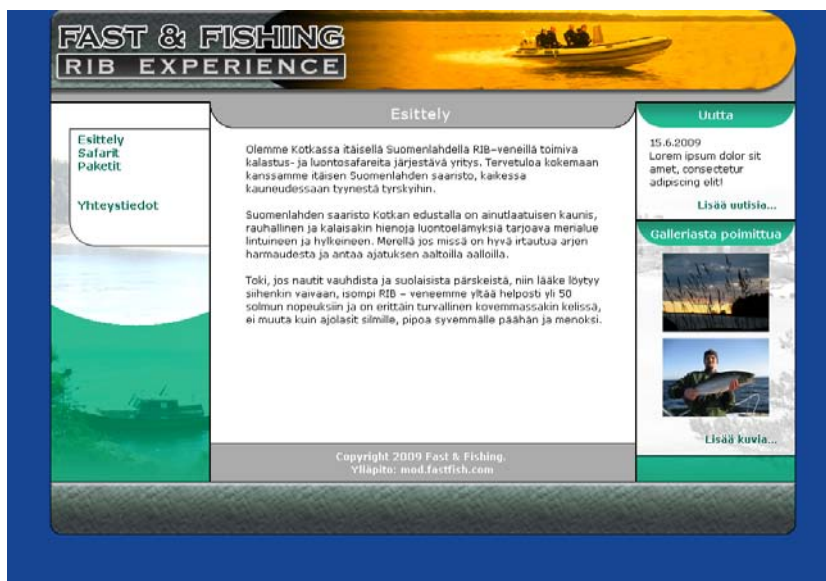 FAST & FISHING
RIB EXPERIENCE
Esittely
Safarit
Paketit
Yhteystiedot
Esittely
Olemme Kotkassa itäisellä Suomenlahdella RIB-veneillä toimiva
kalastus- ja luontosafareita järjestävä yritys. Tervetuloa kokemaan
kanssamme itäisen Suomenlahden saaristo, kaikessa
kauneudessaan tyynestä tyrskyihin.
Suomenlahden saaristo Kotkan edustalla on ainutlaatuisen kaunis,
rauhallinen ja kalaisakin hienoja luontoelämyksiä tarjoava merialue
lintuineen ja hylkeineen. Merellä jos missä on hyvä irtautua arjen
harmaudesta ja antaa ajatuksen aaltoilla aalloilla.
Toki, jos nautit vauhdista ja suolaisista pärskeistä, niin lääke löytyy
siihenkin vaivaan, isompi RIB - veneemme yltää helposti yli 50
solmun nopeuksiin ja on erittäin turvallinen kovemmassakin kelissä,
ei muuta kuin ajolasit silmille, pipoa syvemmälle päähän ja menoksi.
Uutta
15.6.2009
Lorem ipsum dolor sit
amet, consectetur
adipiscing elit!
Lisää uutisia...
Galleriasta poimittua
Lisää kuvia...
Copyright 2009 Fast & Fishing.
Ylläpito: mod.fastfish.com